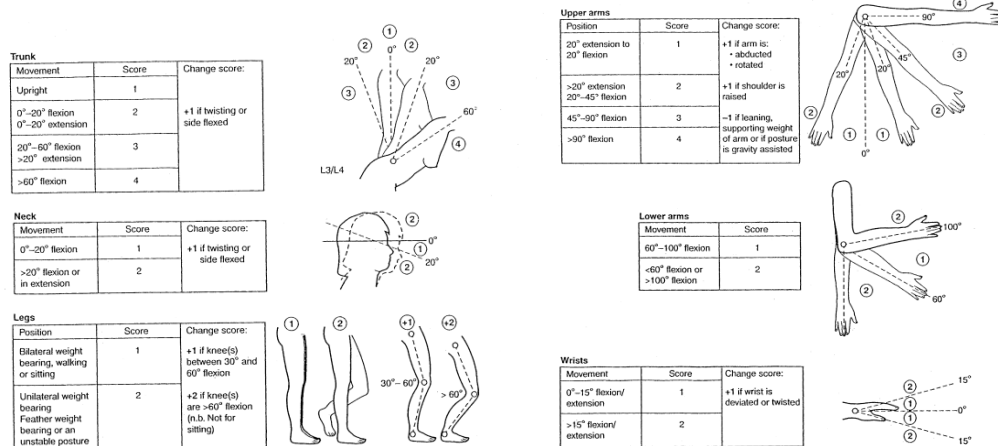 Trunk
Movement Score Change score:
Upright 1
0°–20° flexion 2 +1 if twisting or
0°–20° extension side flexed
20°–60° flexion 3
>20° extension
>60° flexion 4
① 
② ②
0°
20° 20°
③ ③
60°
④
L3/L4
Neck
Movement Score Change score:
0°–20° flexion 1 +1 if twisting or
side flexed
>20° flexion or 2
in extension
②
0°
①
20°
②
Legs
Position Score Change score:
Bilateral weight 1 +1 if knee(s)
bearing, walking between 30° and
or sitting 60° flexion
Unilateral weight 2 +2 if knee(s)
bearing are >60° flexion
Feather weight (n.b. Not for
bearing or an sitting)
unstable posture
① ② +1 +2
30°–60° > 60°
Upper arms
Position Score Change score:
20° extension to 1 +1 if arm is:
20° flexion • abducted
• rotated
>20° extension 2 +1 if shoulder is
20°–45° flexion raised
45°–90° flexion 3 –1 if leaning,
supporting weight
>90° flexion 4 of arm or if posture
is gravity assisted
④
90°
③
45°
20° 20°
② ②
① ①
0°
Lower arms
Movement Score
60°–100° flexion 1
<60° flexion or 2
>100° flexion
②
100°
①
②
60°
Wrists
Movement Score Change score:
0°–15° flexion/ 1 +1 if wrist is
extension deviated or twisted
>15° flexion/ 2
extension
② 15°
①
0°
①
② 15°